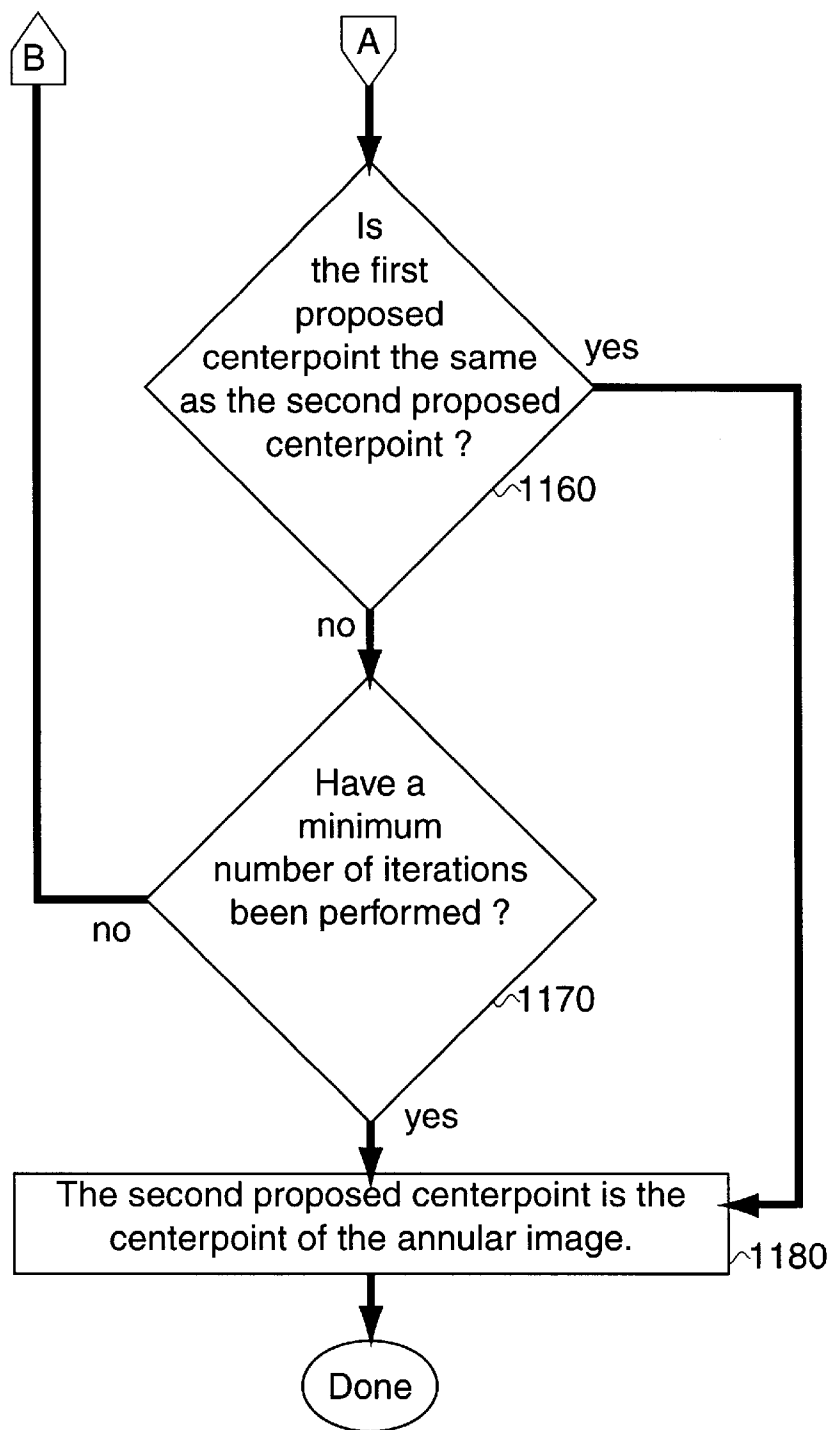 B
A
Is
the first
proposed
centerpoint the same
as the second proposed
centerpoint ?
yes
1160
no
Have a
minimum
number of iterations
been performed ?
no
1170
yes
The second proposed centerpoint is the
centerpoint of the annular image.
1180
Done